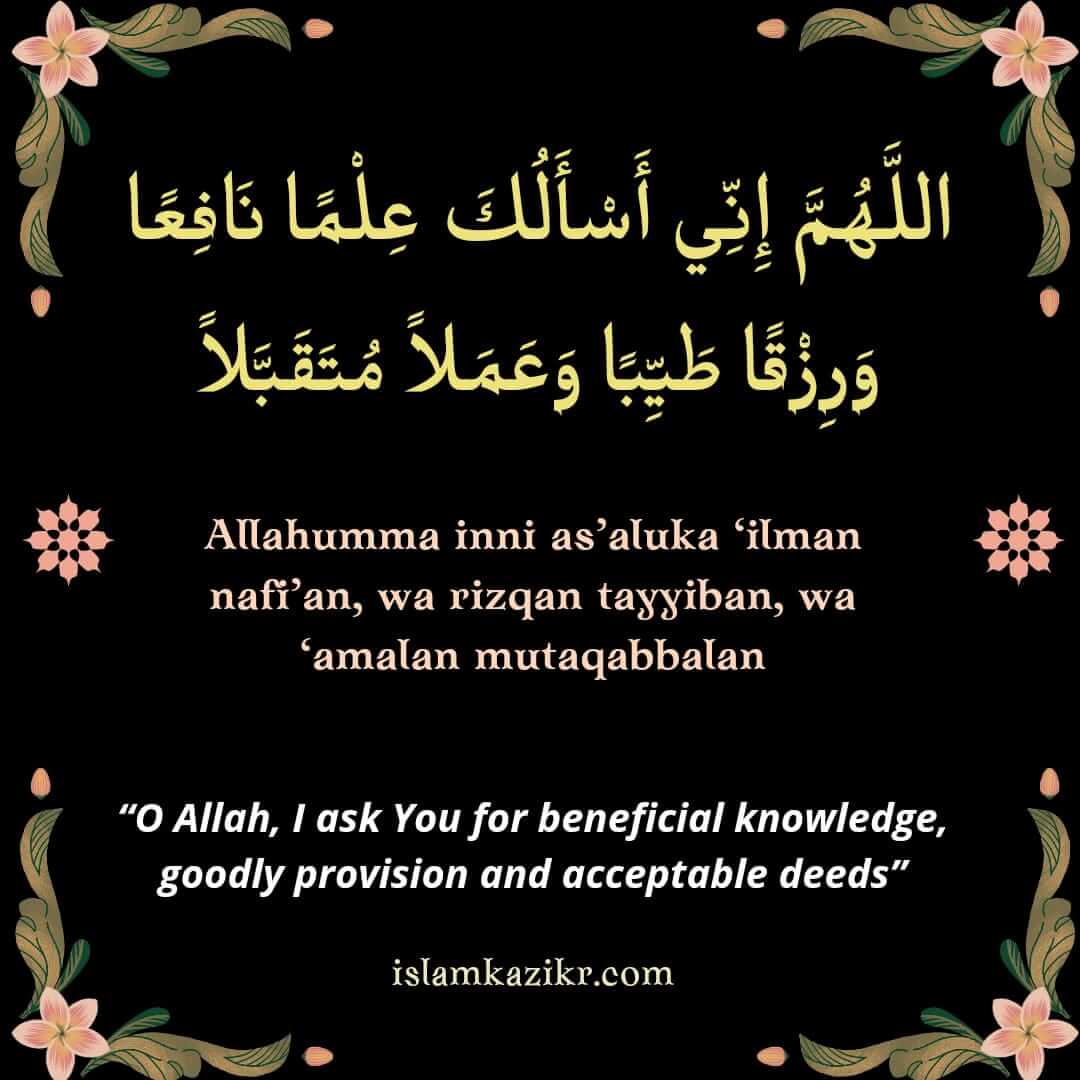 اللَّهُمَّ إِنِّي أَسْأَلُكَ عِلْمًا نَافِعًا
وَرِزْقًا طَيِّبًا وَعَمَلاً مُتَقَبَّلاً
Allahumma inni as’aluka ‘ilman
nafi’an, wa rizqan tayyiban, wa
‘amalan mutaqabbalan
“O Allah, I ask You for beneficial knowledge,
goodly provision and acceptable deeds”
islamkazikr.com